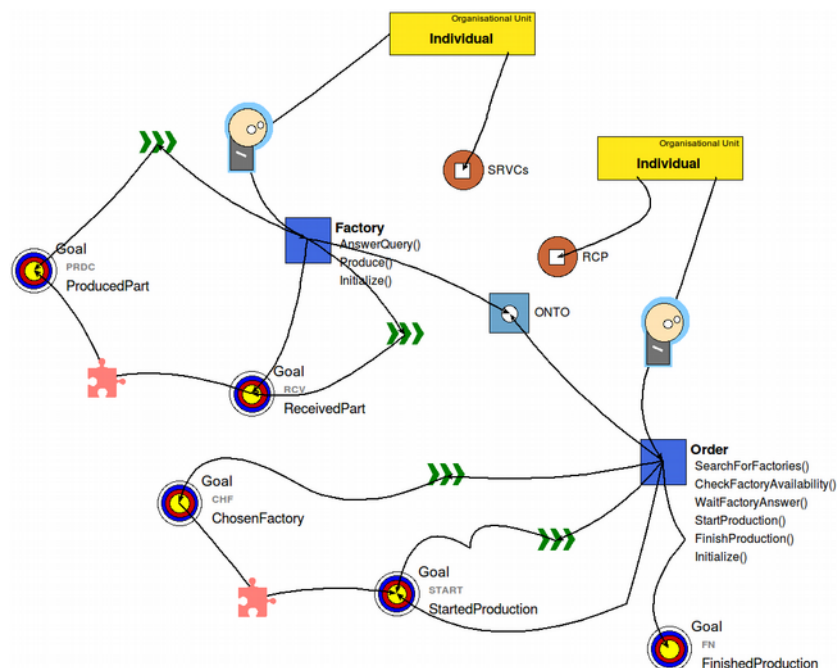 Organisational Unit
Individual
Organisational Unit
Individual
SRVCs
Factory
AnswerQuery()
Produce()
Initialize()
RCP
Goal
PRDC
ProducedPart
ONTO
Goal
RCV
ReceivedPart
Order
SearchForFactories()
CheckFactoryAvailability()
WaitFactoryAnswer()
StartProduction()
FinishProduction()
Initialize()
Goal
CHF
ChosenFactory
Goal
START
StartedProduction
Goal
FN
FinishedProduction